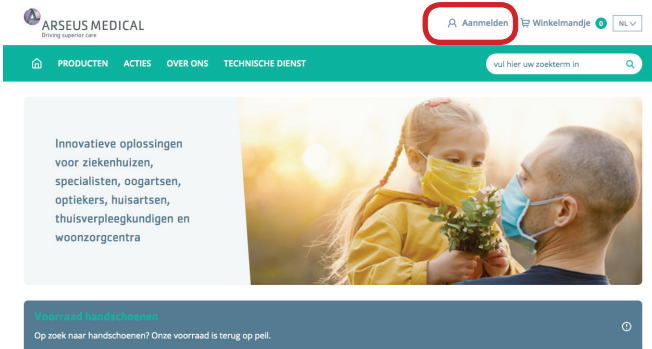 ARSEUS MEDICAL
Driving superior care
Aanmelden
Winkelmandje 0
NL
PRODUCTEN ACTIES OVER ONS TECHNISCHE DIENST
vul hier uw zoekterm in
Innovatieve oplossingen
voor ziekenhuizen,
specialisten, oogartsen,
optiekers, huisartsen,
thuisverpleegkundigen en
woonzorgcentra
Voorraad handschoenen
Op zoek naar handschoenen? Onze voorraad is terug op peil.